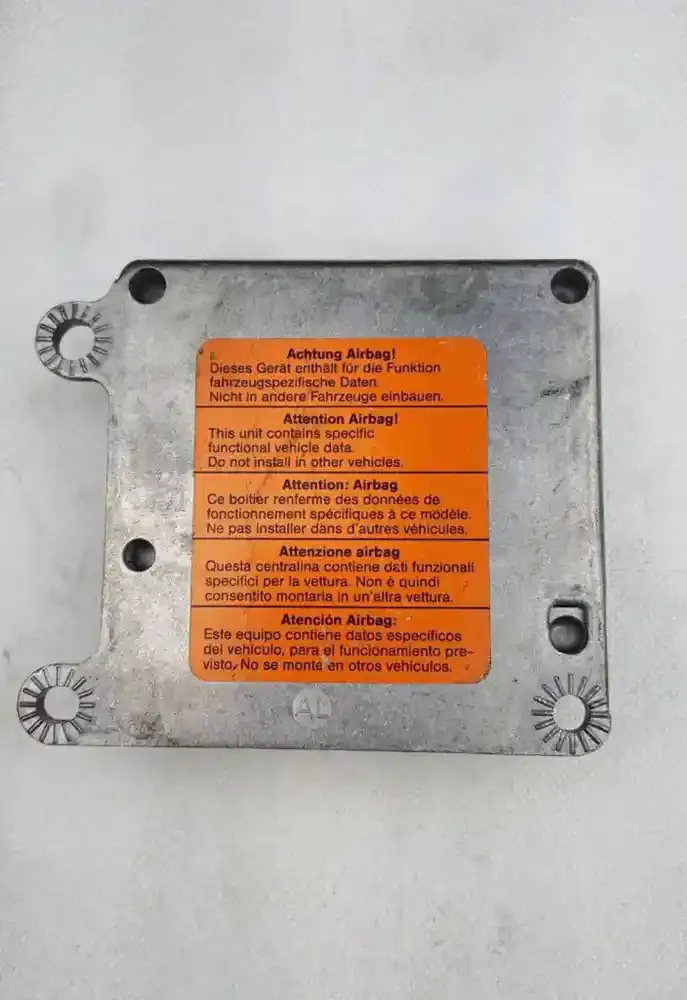 Achtung Airbag!
Dieses Gerät enthält für die Funktion
fahrzeugspezifische Daten.
Nicht in andere Fahrzeuge einbauen.
Attention Airbag!
This unit contains specific
functional vehicle data.
Do not install in other vehicles.
Attention: Airbag
Ce boîtier renferme des données de
fonctionnement spécifiques à ce modèle.
Ne pas installer dans d'autres véhicules.
Attenzione airbag
Questa centralina contiene dati funzionali
specifici per la vettura. Non é quindi
consentito montarla in un'altra vettura.
Atención Airbag:
Este equipo contiene datos específicos
del vehículo, para el funcionamiento pre-
visto, No se monte en otros vehículos.
AL